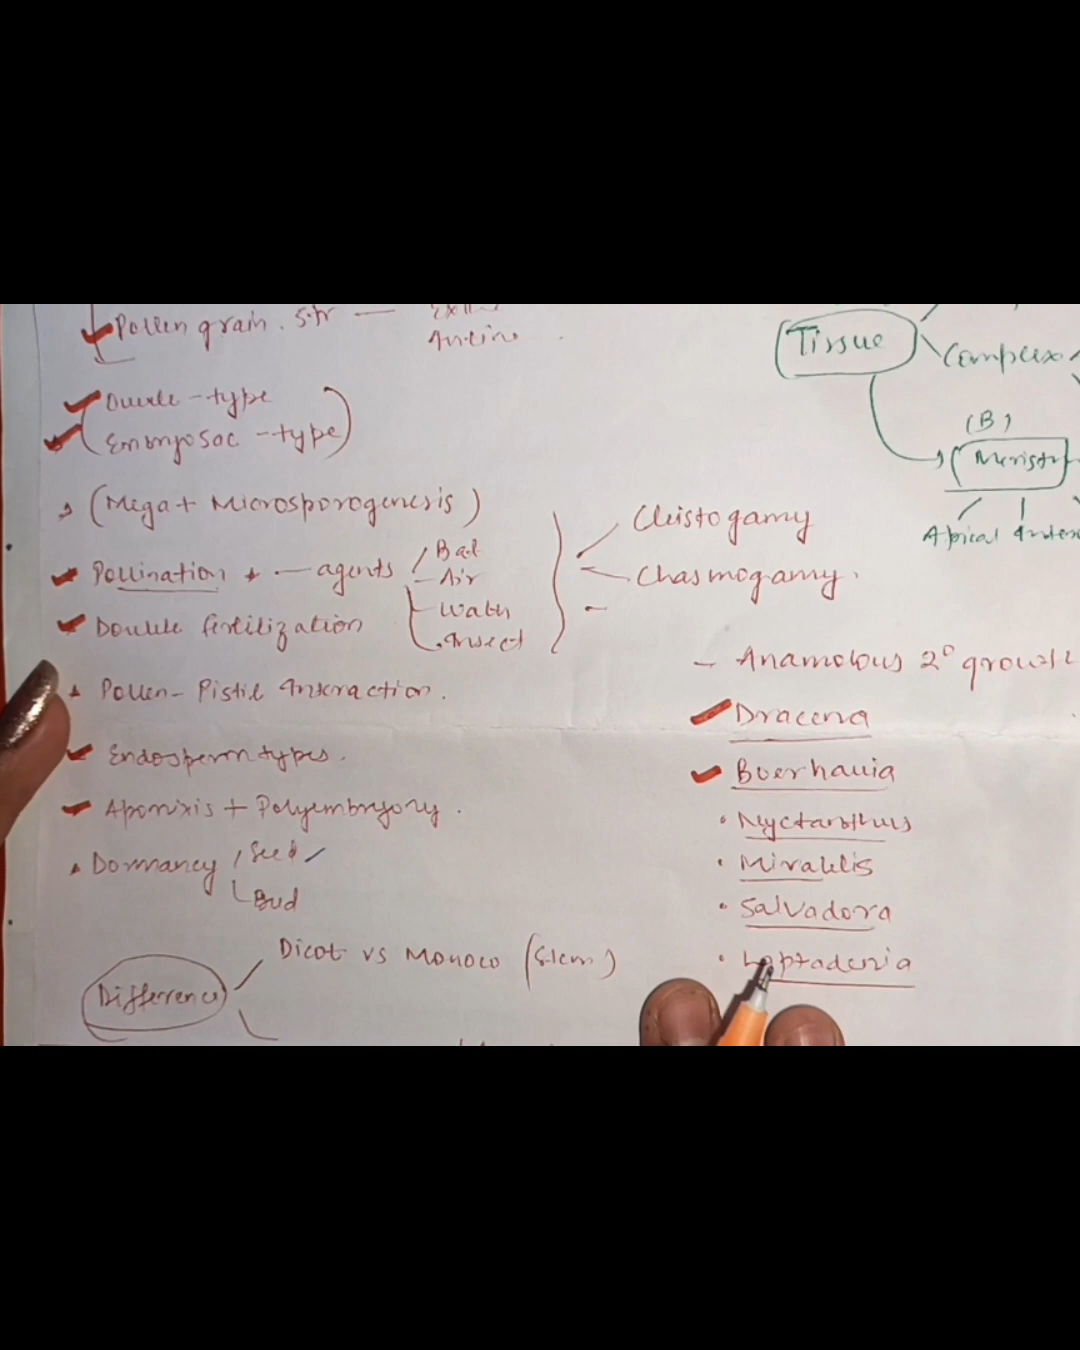 Pollen grain. Str —
Antine
Ovule - type
(Embryosac - type)
(Mega + Microsporogenesis)
Pollination + — agents
Bat
Air
Water
Insect
Double fertilization
Pollen - Pistil Interaction.
Endosperm types.
Apomixis + Polyembryony.
Dormancy
Seed ✓
Bud
Difference
Dicot vs Monoco (Stem)
Cleistogamy
Chasmogamy.
Tissue
Complex
(B)
Apical
- Anamolous 2° growth
Dracena
Boerhavia
• Nyctanthus
• Mirabilis
• Salvadora
• Leptadenia